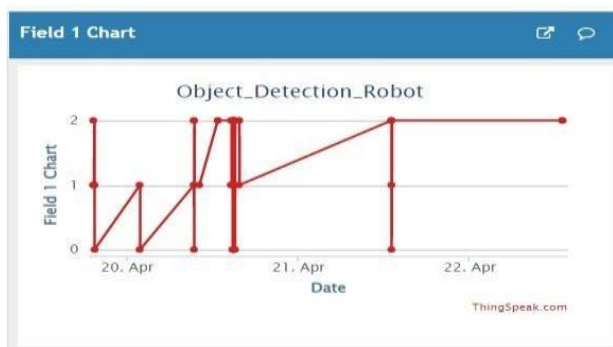 Field 1 Chart
Object_Detection_Robot
2
1
0
Field 1 Chart
20. Apr 21. Apr 22. Apr
Date
ThingSpeak.com